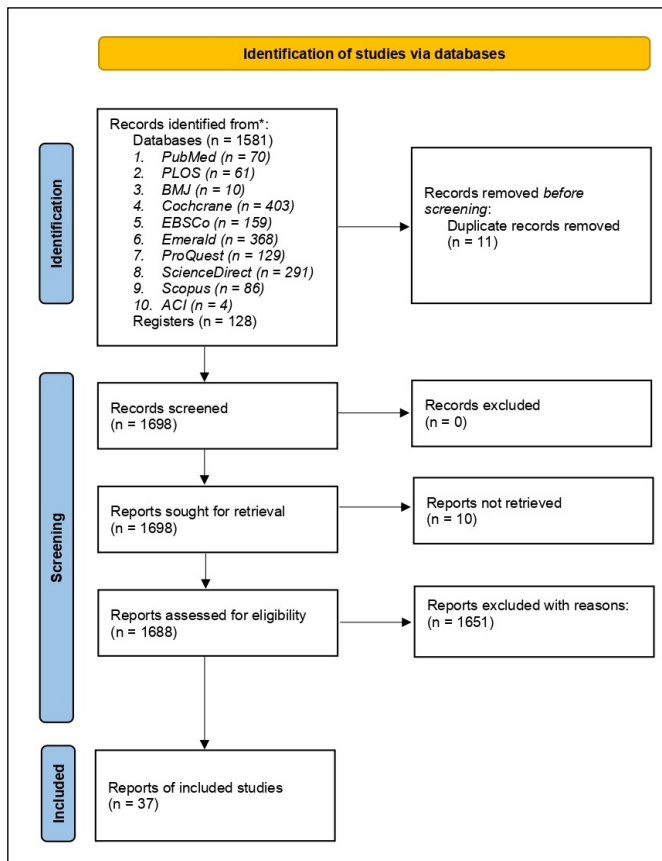 Identification of studies via databases
Identification
Records identified from*:
Databases (n = 1581)
1. PubMed (n = 70)
2. PLOS (n = 61)
3. BMJ (n = 10)
4. Cochcrane (n = 403)
5. EBSCo (n = 159)
6. Emerald (n = 368)
7. ProQuest (n = 129)
8. ScienceDirect (n = 291)
9. Scopus (n = 86)
10. ACI (n = 4)
Registers (n = 128)
Records removed before
screening:
Duplicate records removed
(n = 11)
Screening
Records screened
(n = 1698)
Records excluded
(n = 0)
Reports sought for retrieval
(n = 1698)
Reports not retrieved
(n = 10)
Reports assessed for eligibility
(n = 1688)
Reports excluded with reasons:
(n = 1651)
Included
Reports of included studies
(n = 37)